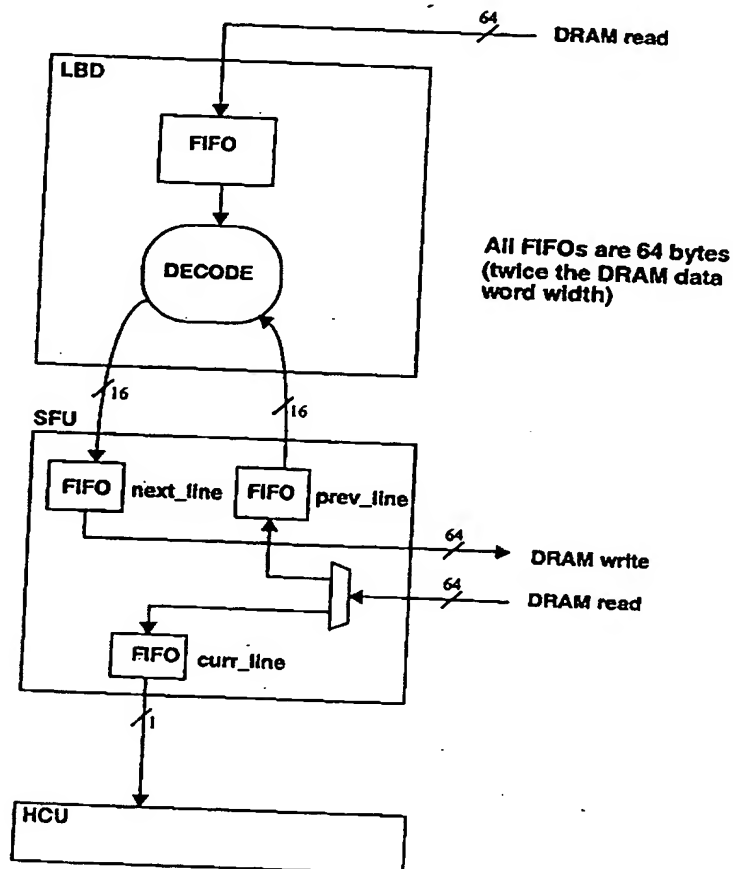 64
DRAM read
LBD
FIFO
DECODE
All FIFOs are 64 bytes
(twice the DRAM data
word width)
16
16
SFU
FIFO next_line
FIFO prev_line
64
DRAM write
64
DRAM read
FIFO curr_line
1
HCU